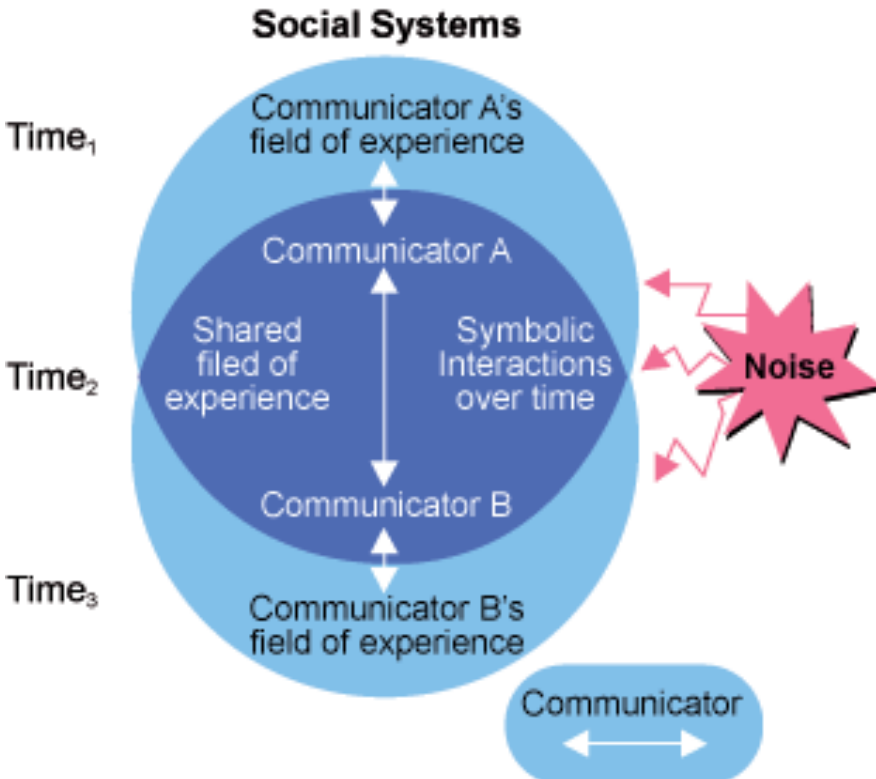 Social Systems
Time₁
Communicator A's
field of experience
Communicator A
Shared
filed of
experience
Symbolic
Interactions
over time
Time₂
Noise
Communicator B
Time₃
Communicator B's
field of experience
Communicator